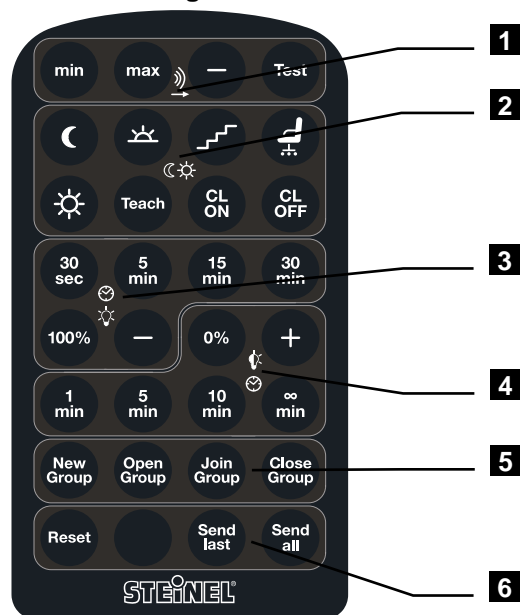 1
min max — Test
2
Teach CL ON CL OFF
30 sec 5 min 15 min 30 min
3
100% — 0% +
4
1 min 5 min 10 min ∞ min
New Group Open Group Join Group Close Group
5
Reset Send last Send all
6
STEINEL®